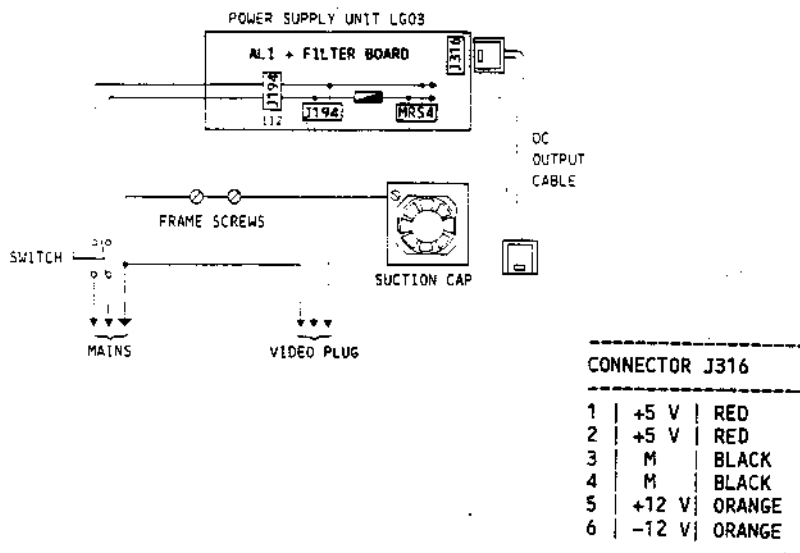 POWER SUPPLY UNIT LG03
AL1 + FILTER BOARD
J316
J194
112
J194
MRS4
DC
OUTPUT
CABLE
FRAME SCREWS
SWITCH
SUCTION CAP
MAINS
VIDEO PLUG
CONNECTOR J316
1 | +5 V | RED
2 | +5 V | RED
3 | M | BLACK
4 | M | BLACK
5 | +12 V| ORANGE
6 | -12 V| ORANGE